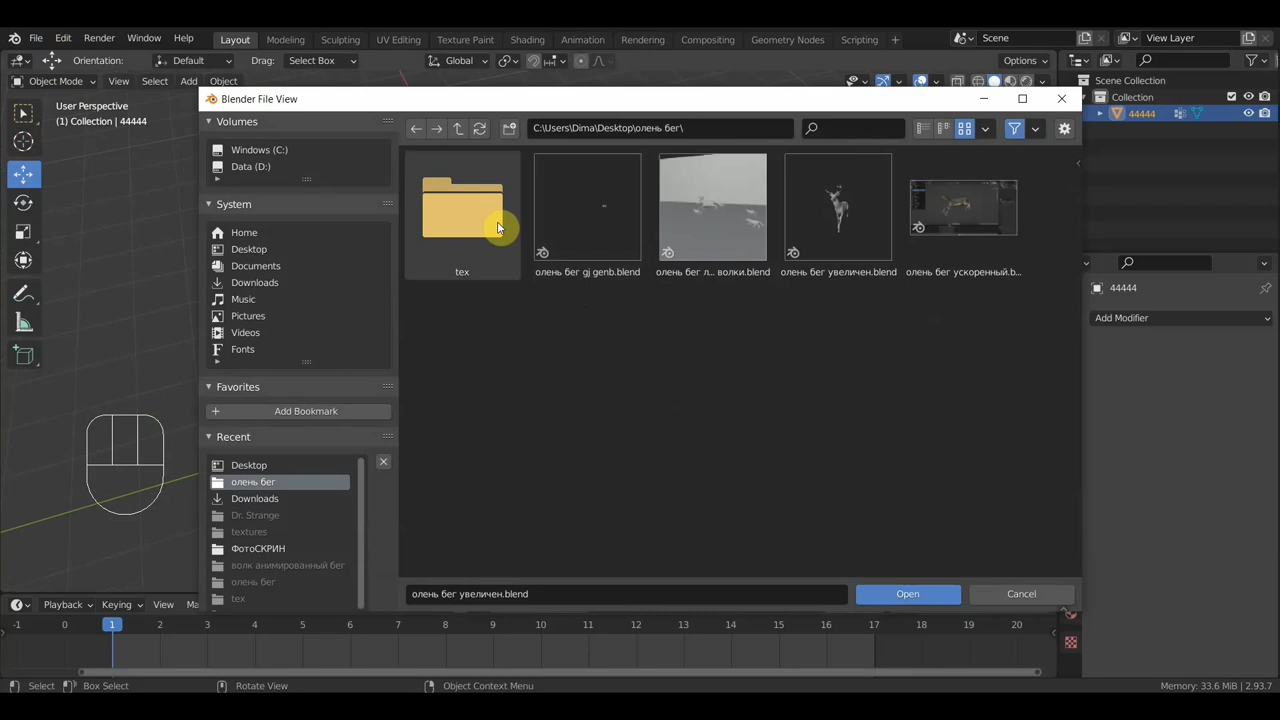 File Edit Render Window Help Layout Modeling Sculpting UV Editing Texture Paint Shading Animation Rendering Compositing Geometry Nodes Scripting + Scene View Layer
Orientation: Default Drag: Select Box Global Options
Object Mode View Select Add Object
Scene Collection
Collection
44444
User Perspective
(1) Collection | 44444
Blender File View
Volumes
Windows (C:)
Data (D:)
System
Home
Desktop
Documents
Downloads
Music
Pictures
Videos
Fonts
Favorites
Add Bookmark
Recent
Desktop
олень бег
Downloads
Dr. Strange
textures
ФотоСКРИН
волк анимированный бег
олень бег
tex
C:\Users\Dima\Desktop\олень бег\
tex
олень бег gj genb.blend
олень бег л... волки.blend
олень бег увеличен.blend
олень бег ускоренный.b...
олень бег увеличен.blend
Open
Cancel
44444
Add Modifier
Playback Keying View Ma
-1 0 1 2 3 4 5 6 7 8 9 10 11 12 13 14 15 16 17 18 19 20
Select Box Select Rotate View Object Context Menu Memory: 33.6 MiB | 2.93.7